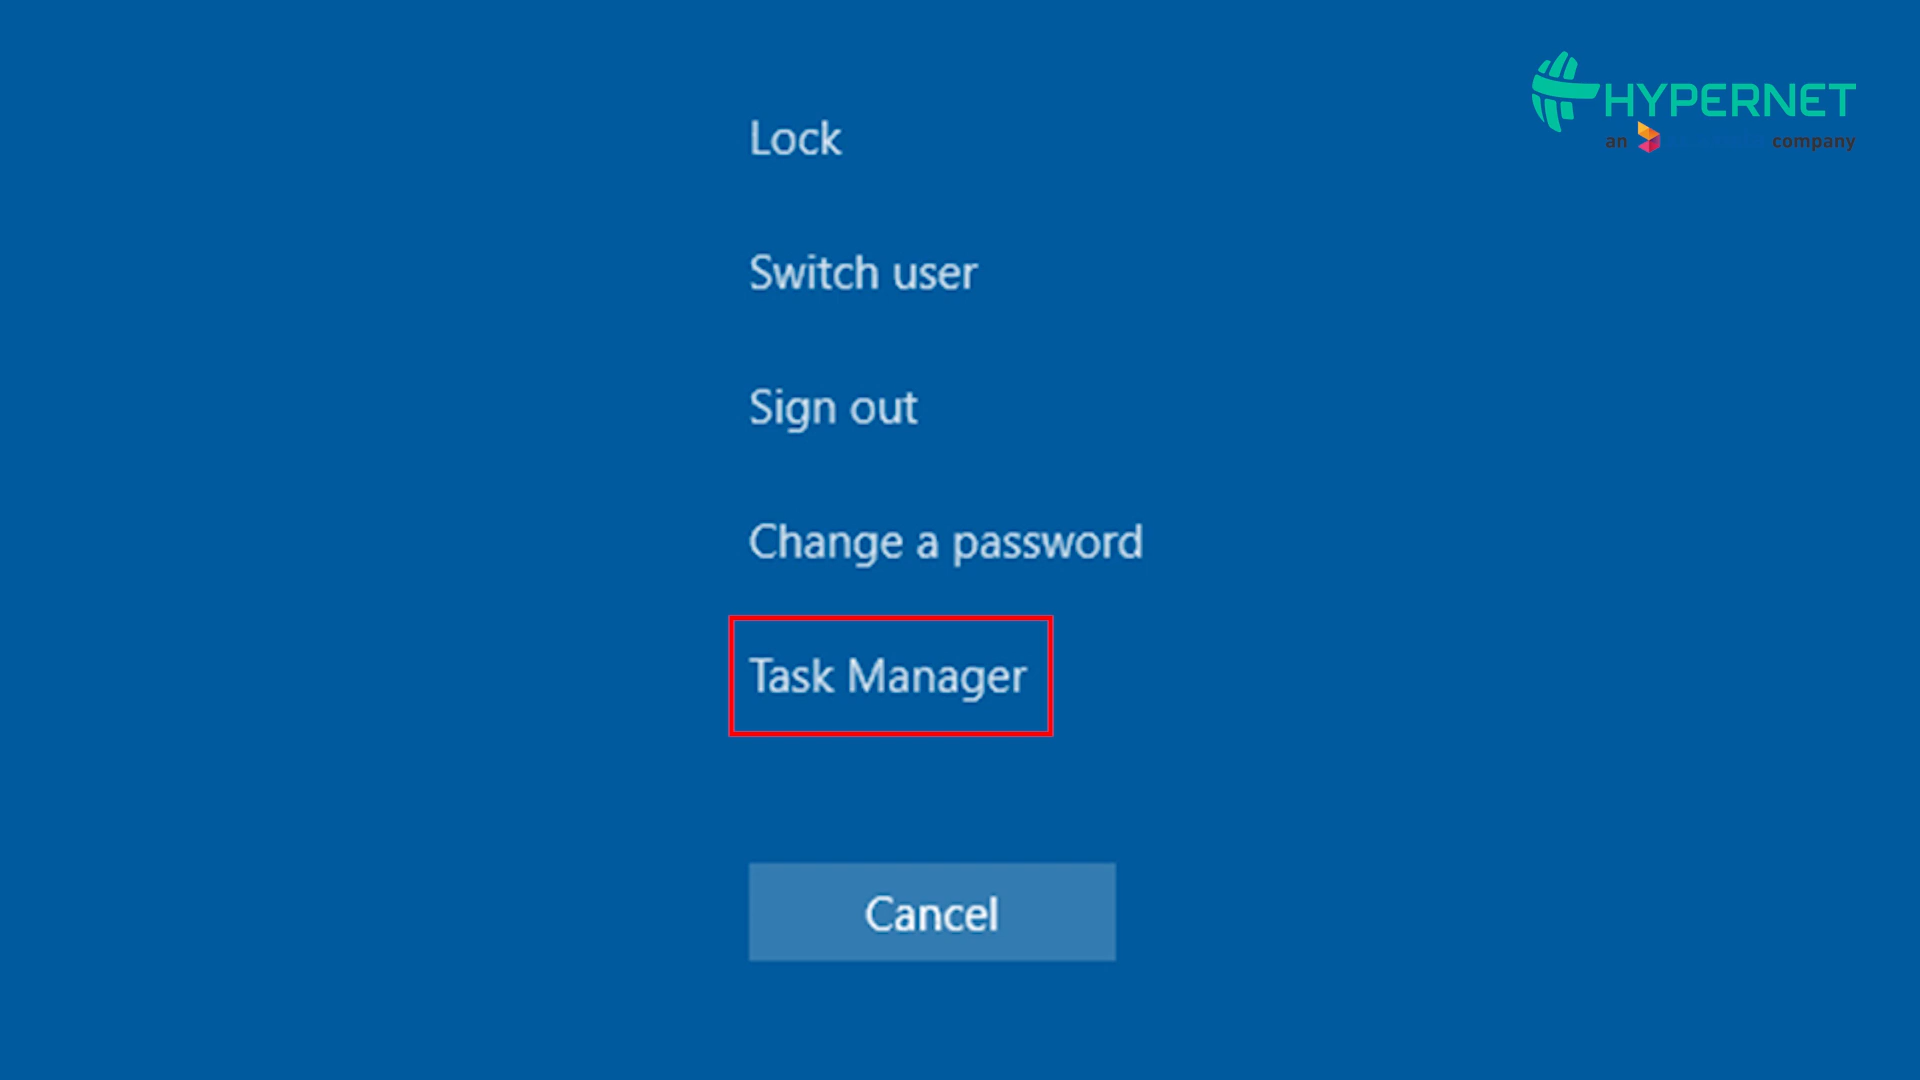 HYPERNET
an company
Lock
Switch user
Sign out
Change a password
Task Manager
Cancel